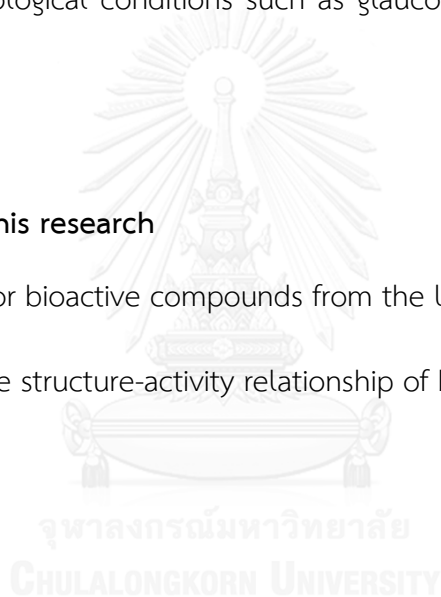 ological conditions such as glauco
his research
or bioactive compounds from the U
e structure-activity relationship of
จุฬาลงกรณ์มหาวิทยาลัย
CHULALONGKORN UNIVERSITY